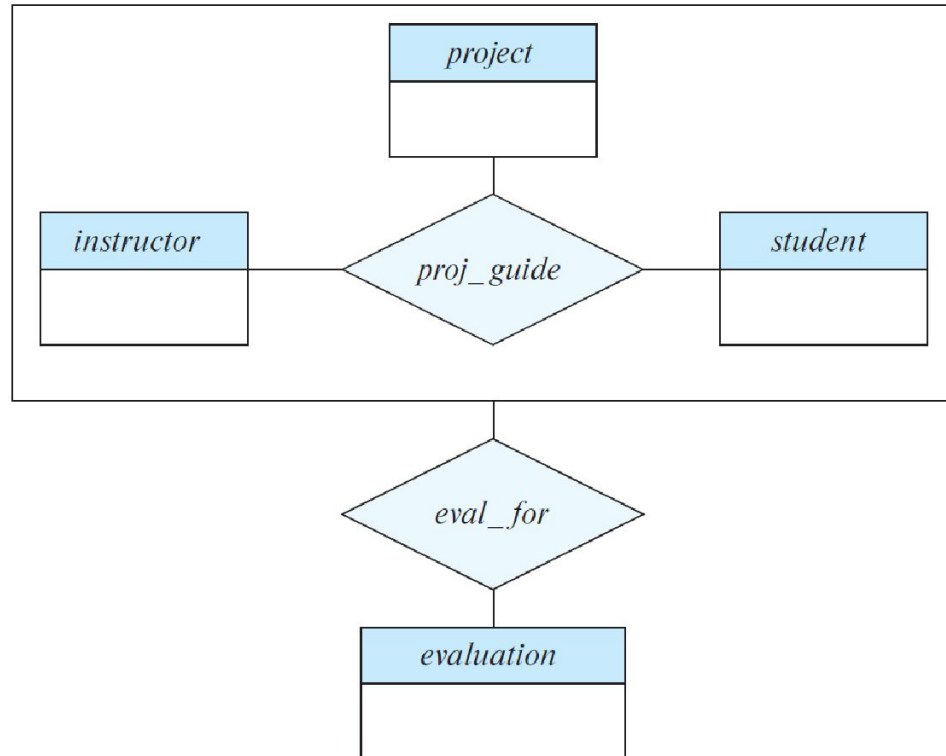 project
instructor
student
proj_guide
eval_for
evaluation